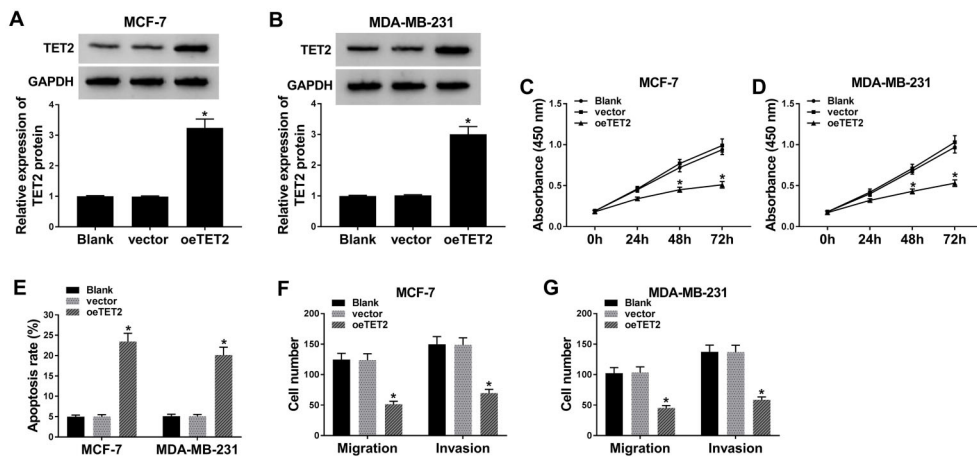 A
MCF-7
TET2
GAPDH
Relative expression of
TET2 protein
4
3
2
1
0
*
Blank
vector
oeTET2
B
MDA-MB-231
TET2
GAPDH
Relative expression of
TET2 protein
4
3
2
1
0
*
Blank
vector
oeTET2
C
MCF-7
Blank
vector
oeTET2
Absorbance (450 nm)
1.0
0.5
0.0
*
*
0h
24h
48h
72h
D
MDA-MB-231
Blank
vector
oeTET2
Absorbance (450 nm)
1.0
0.5
0.0
*
*
0h
24h
48h
72h
E
Blank
vector
oeTET2
Apoptosis rate (%)
30
25
20
15
10
5
0
*
*
MCF-7
MDA-MB-231
F
MCF-7
Blank
vector
oeTET2
Cell number
200
150
100
50
0
*
*
Migration
Invasion
G
MDA-MB-231
Blank
vector
oeTET2
Cell number
200
150
100
50
0
*
*
Migration
Invasion